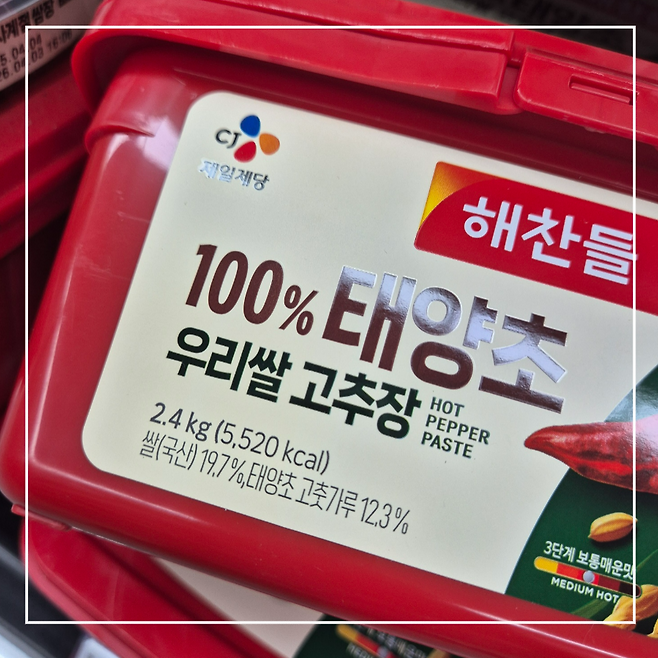 CJ
제일제당
해찬들
100% 태양초
우리쌀 고추장
HOT
PEPPER
PASTE
2.4 kg (5,520 kcal)
쌀(국산) 19.7%, 태양초 고춧가루 12.3%
3단계 보통매운맛
MEDIUM HOT